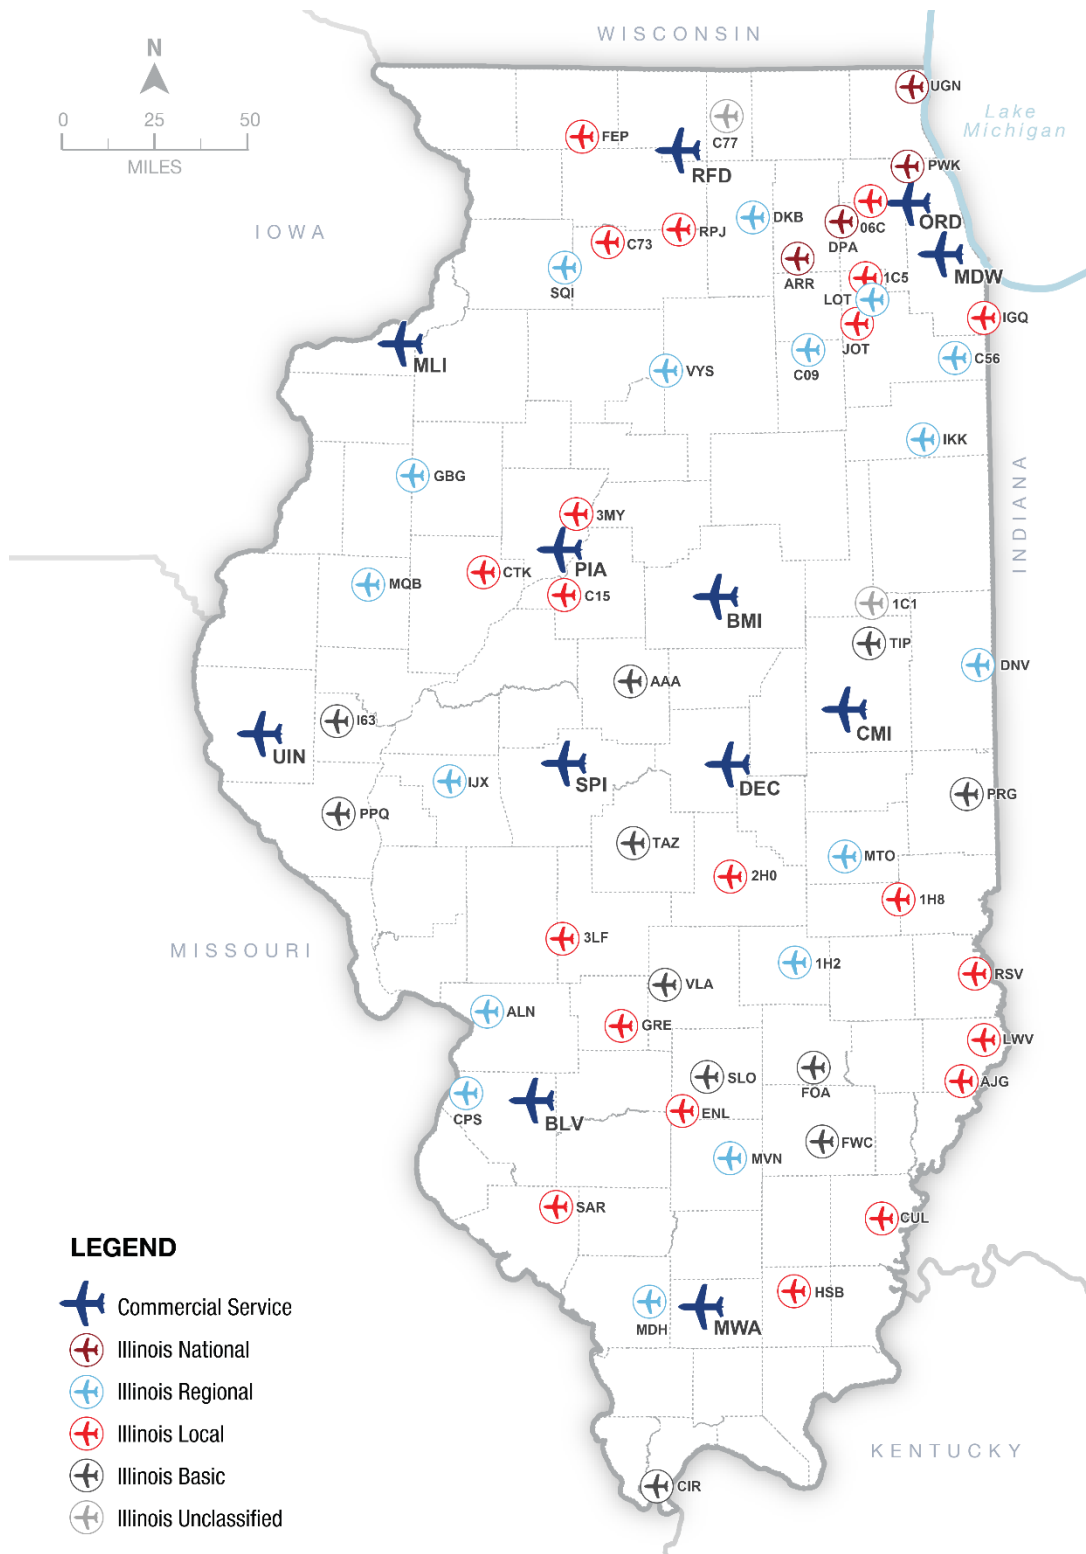 WISCONSIN
N
0 25 50
MILES
Lake
Michigan
UGN
FEP
C77
RFD
PWK
IOWA
DKB
06C
ORD
RPJ
C73
DPA
MDW
SQI
ARR
1C5
LOT
IGQ
MLI
JOT
C09
C56
VYS
IKK
GBG
INDIANA
3MY
PIA
CTK
MQB
C15
BMI
1C1
TIP
DNV
AAA
I63
CMI
UIN
SPI
DEC
IJX
PRG
PPQ
TAZ
MTO
2H0
1H8
MISSOURI
3LF
1H2
RSV
VLA
ALN
GRE
LWV
SLO
FOA
AJG
CPS
BLV
ENL
FWC
MVN
SAR
CUL
LEGEND
Commercial Service
Illinois National
Illinois Regional
Illinois Local
Illinois Basic
Illinois Unclassified
HSB
MDH
MWA
KENTUCKY
CIR